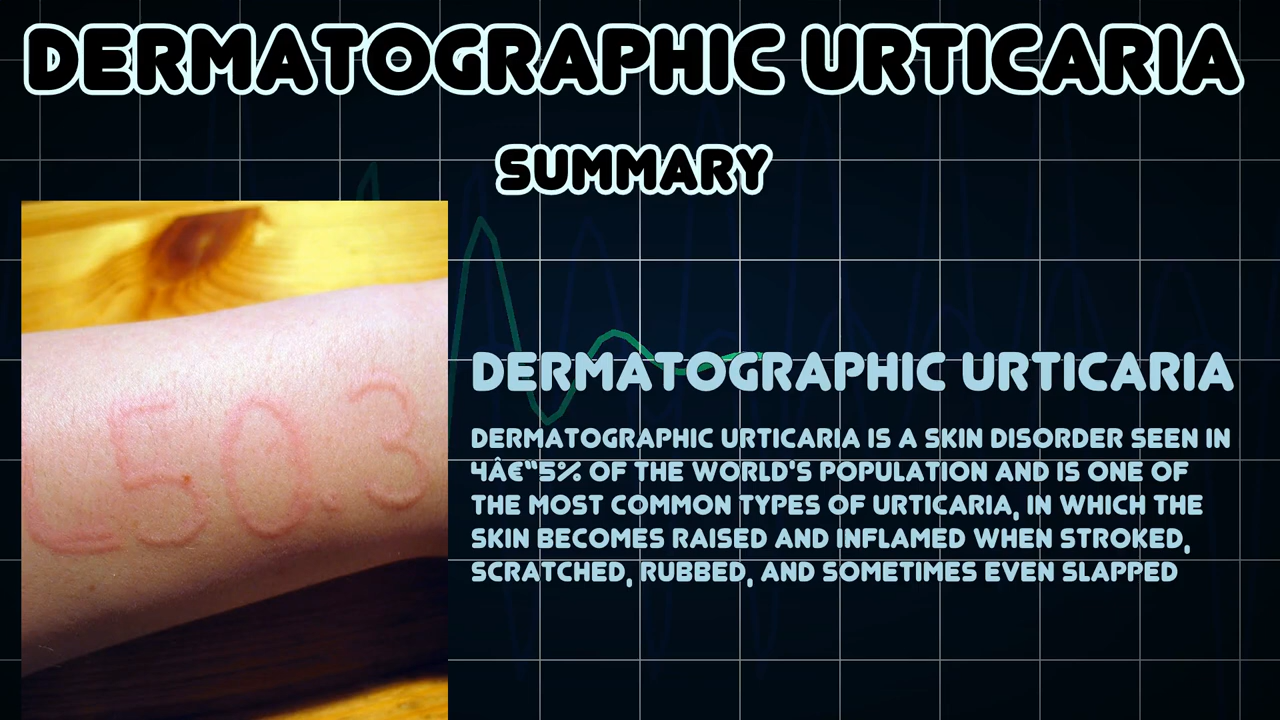 DERMATOGRAPHIC URTICARIA
SUMMARY
L50.3
DERMATOGRAPHIC URTICARIA
DERMATOGRAPHIC URTICARIA IS A SKIN DISORDER SEEN IN
4Â€“5% OF THE WORLD'S POPULATION AND IS ONE OF
THE MOST COMMON TYPES OF URTICARIA, IN WHICH THE
SKIN BECOMES RAISED AND INFLAMED WHEN STROKED,
SCRATCHED, RUBBED, AND SOMETIMES EVEN SLAPPED